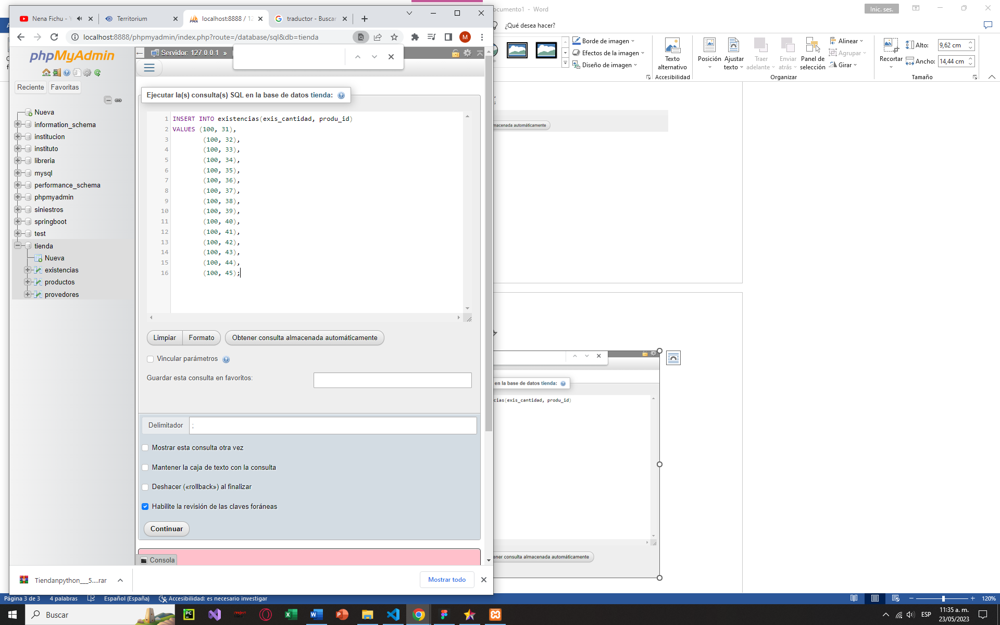 Nena Fichu - Y
Territorium
localhost:8888 / 12
traductor - Buscar
localhost:8888/phpmyadmin/index.php?route=/database/sql&db=tienda
M
phpMyAdmin
Reciente
Favoritas
Nueva
information_schema
institucion
instituto
libreria
mysql
performance_schema
phpmyadmin
siniestros
springboot
test
tienda
Nueva
existencias
productos
provedores
Servidor: 127.0.0.1 »
Ejecutar la(s) consulta(s) SQL en la base de datos tienda:
1 INSERT INTO existencias(exis_cantidad, produ_id)
2 VALUES (100, 31),
3 (100, 32),
4 (100, 33),
5 (100, 34),
6 (100, 35),
7 (100, 36),
8 (100, 37),
9 (100, 38),
10 (100, 39),
11 (100, 40),
12 (100, 41),
13 (100, 42),
14 (100, 43),
15 (100, 44),
16 (100, 45);
Limpiar
Formato
Obtener consulta almacenada automáticamente
Vincular parámetros
Guardar esta consulta en favoritos:
Delimitador ;
Mostrar esta consulta otra vez
Mantener la caja de texto con la consulta
Deshacer («rollback») al finalizar
Habilite la revisión de las claves foráneas
Continuar
Consola
Tiendanpython___5....rar
Mostrar todo
ocumento1 - Word
Inic. ses.
¿Qué desea hacer?
Borde de imagen
Efectos de la imagen
Diseño de imagen
Texto alternativo
Accesibilidad
Posición
Ajustar texto
Traer adelante
Enviar atrás
Panel de selección
Alinear
Agrupar
Girar
Organizar
Recortar
Alto: 9,62 cm
Ancho: 14,44 cm
Tamaño
macenada automáticamente
en la base de datos tienda:
cias(exis_cantidad, produ_id)
ener consulta almacenada automáticamente
Página 3 de 3
4 palabras
Español (España)
Accesibilidad: es necesario investigar
120%
Buscar
ESP
11:35 a. m.
23/05/2023